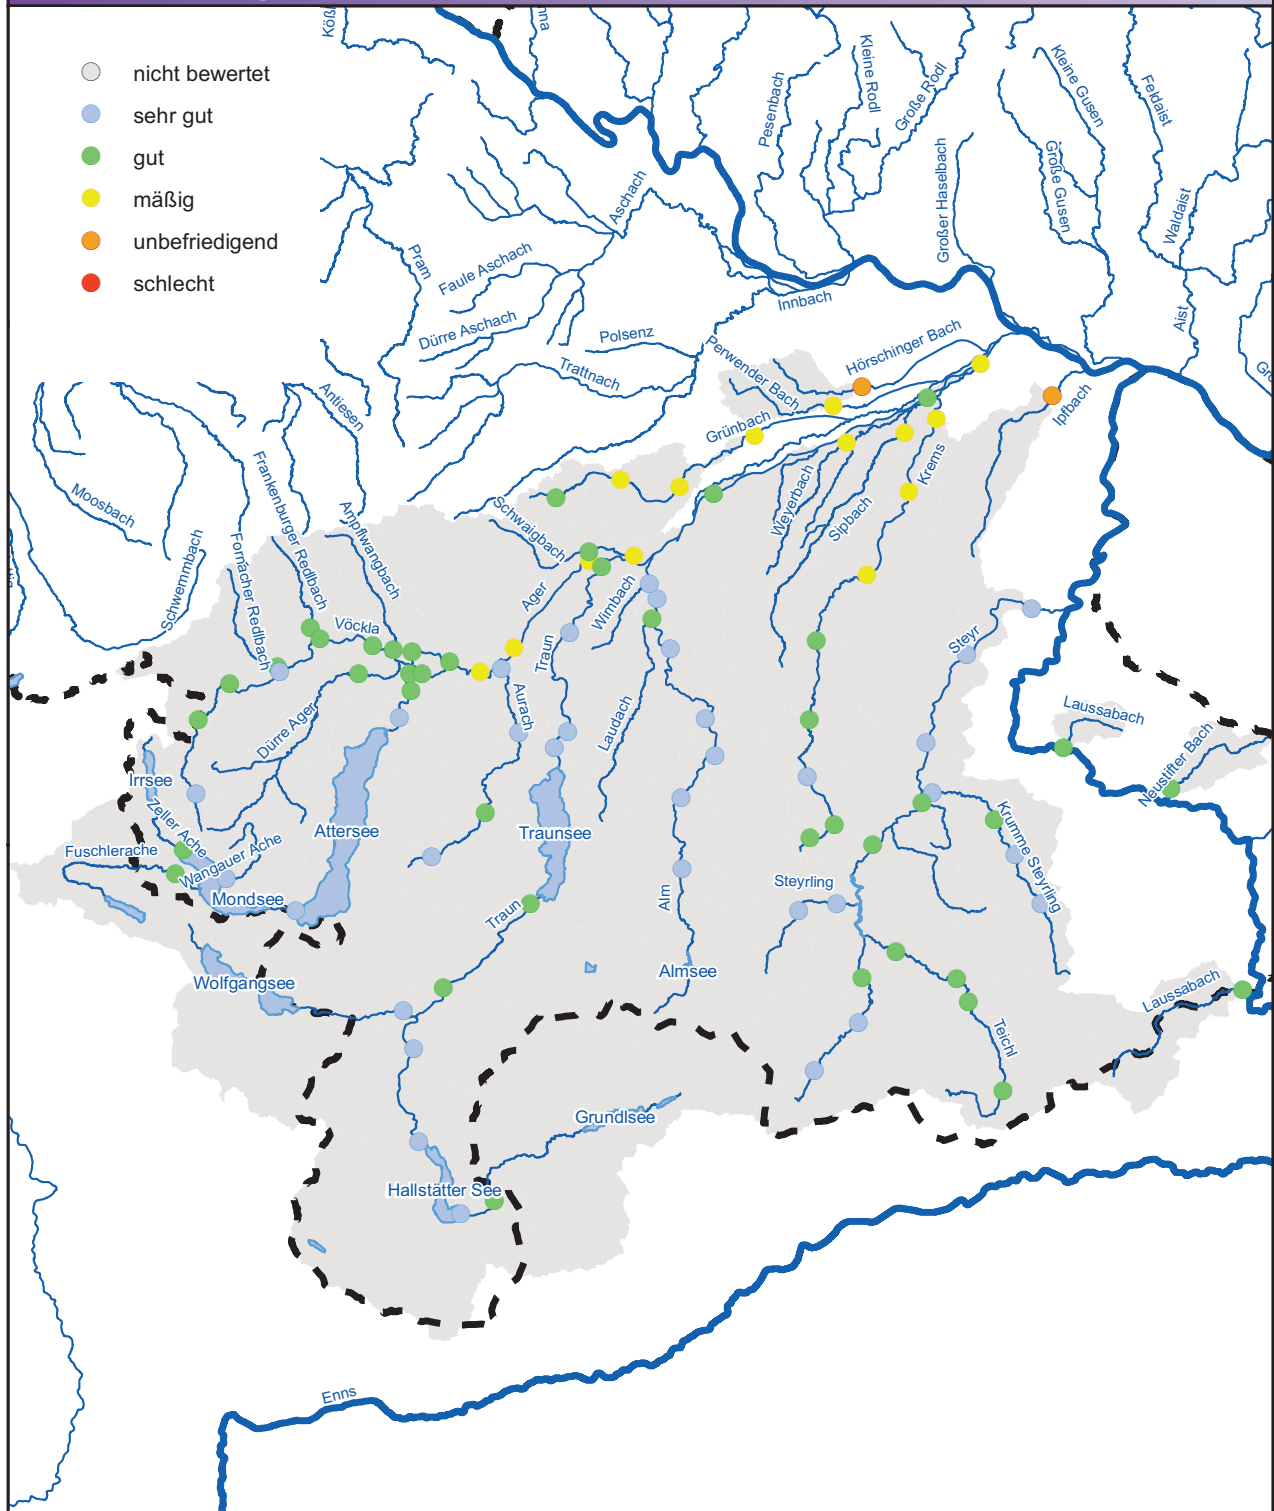 nicht bewertet
sehr gut
gut
mäßig
unbefriedigend
schlecht
Kößl
nna
Pesenbach
Kleine Rodl
Große Rodl
Kleine Gusen
Große Gusen
Feldaist
Waldaist
Aist
Großer Haselbach
Aschach
Pram
Faule Aschach
Dürre Aschach
Polsenz
Trattnach
Innbach
Perwender Bach
Hörschinger Bach
Grünbach
Ipfbach
Gro
Antiesen
Moosbach
Schwemmbach
Frankenburger Redlbach
Fornacher Redlbach
Ampflwangbach
Schwaigbach
Weyerbach
Sipbach
Krems
Vöckla
Ager
Wimbach
Traun
Steyr
Dürre Ager
Aurach
Laudach
Laussabach
Neustifter Bach
Irrsee
Zeller Ache
Attersee
Traunsee
Fuschlerache
Wangauer Ache
Mondsee
Krumme Steyrling
Steyrling
Alm
Traun
Wolfgangsee
Almsee
Laussabach
Teichl
Grundlsee
Hallstätter See
Enns